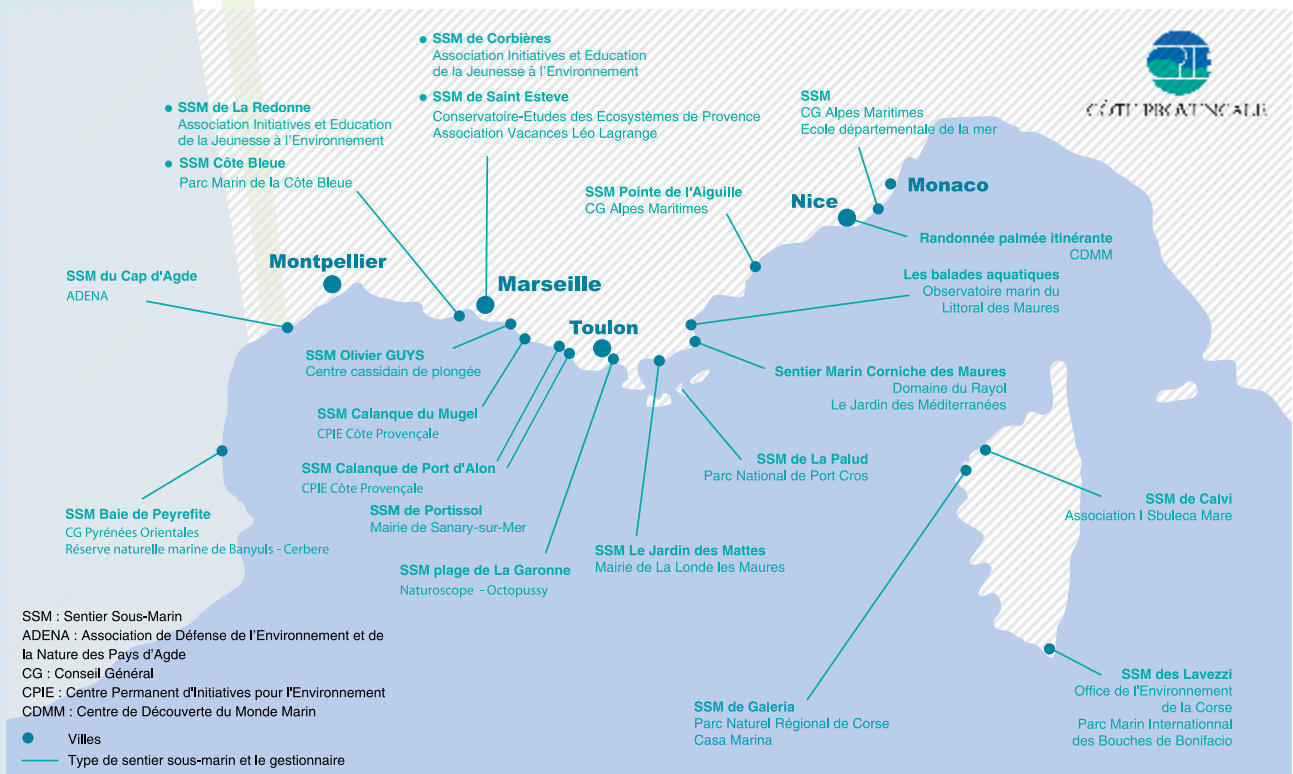 SSM de Corbières
Association Initiatives et Education
de la Jeunesse à l'Environnement
SSM de Saint Esteve
Conservatoire-Etudes des Ecosystèmes de Provence
Association Vacances Léo Lagrange
SSM de La Redonne
Association Initiatives et Education
de la Jeunesse à l'Environnement
SSM Côte Bleue
Parc Marin de la Côte Bleue
SSM
CG Alpes Maritimes
Ecole départementale de la mer
CÔTE PROVENÇALE
SSM Pointe de l'Aiguille
CG Alpes Maritimes
Nice
Monaco
Randonnée palmée itinérante
CDMM
Les balades aquatiques
Observatoire marin du
Littoral des Maures
SSM du Cap d'Agde
ADENA
Montpellier
Marseille
Toulon
SSM Olivier GUYS
Centre cassidain de plongée
Sentier Marin Corniche des Maures
Domaine du Rayol
Le Jardin des Méditerranées
SSM Calanque du Mugel
CPIE Côte Provençale
SSM Calanque de Port d'Alon
CPIE Côte Provençale
SSM de La Palud
Parc National de Port Cros
SSM de Portissol
Mairie de Sanary-sur-Mer
SSM de Calvi
Association I Sbuleca Mare
SSM Baie de Peyrefite
CG Pyrénées Orientales
Réserve naturelle marine de Banyuls - Cerbere
SSM plage de La Garonne
Naturoscope - Octopussy
SSM Le Jardin des Mattes
Mairie de La Londe les Maures
SSM des Lavezzi
Office de l'Environnement
de la Corse
Parc Marin Internationnal
des Bouches de Bonifacio
SSM de Galeria
Parc Naturel Régional de Corse
Casa Marina
SSM : Sentier Sous-Marin
ADENA : Association de Défense de l'Environnement et de
la Nature des Pays d'Agde
CG : Conseil Général
CPIE : Centre Permanent d'Initiatives pour l'Environnement
CDMM : Centre de Découverte du Monde Marin
Villes
Type de sentier sous-marin et le gestionnaire